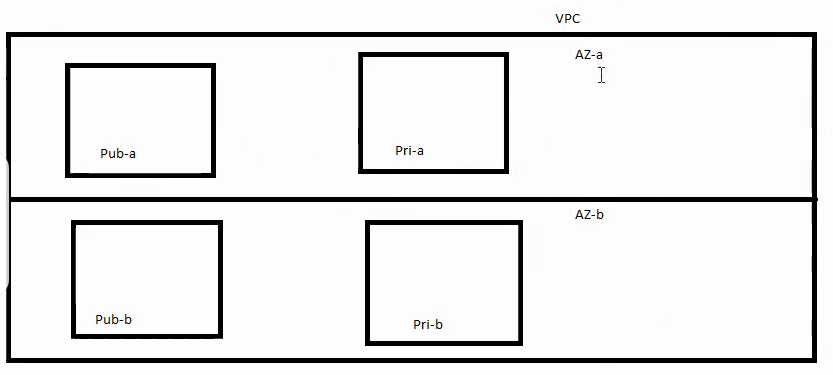 VPC
AZ-a
Pub-a
Pri-a
AZ-b
Pub-b
Pri-b